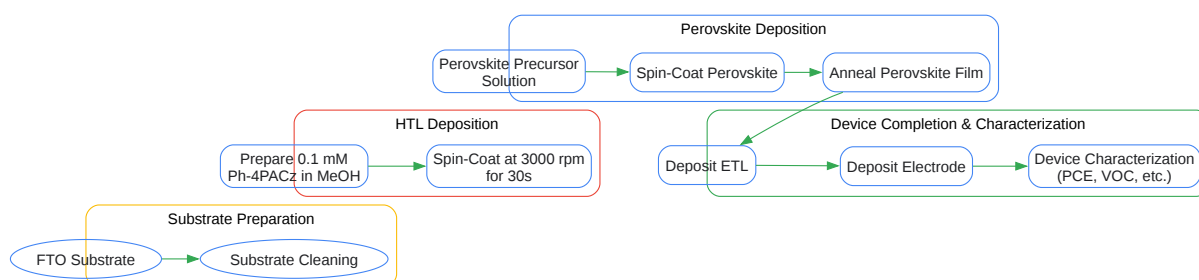 Perovskite Deposition
Perovskite Precursor
Solution
Spin-Coat Perovskite
Anneal Perovskite Film
HTL Deposition
Prepare 0.1 mM
Ph-4PACz in MeOH
Spin-Coat at 3000 rpm
for 30s
Device Completion & Characterization
Deposit ETL
Deposit Electrode
Device Characterization
(PCE, VOC, etc.)
Substrate Preparation
FTO Substrate
Substrate Cleaning